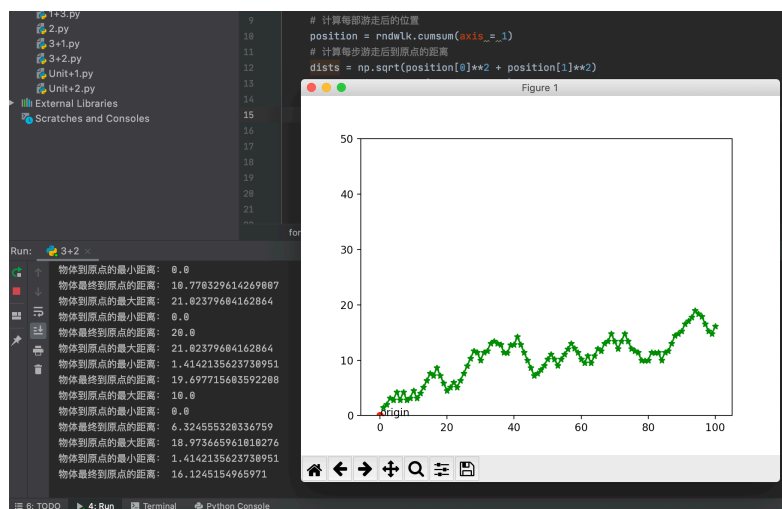 1+3.py
2.py
3+1.py
3+2.py
Unit+1.py
Unit+2.py
External Libraries
Scratches and Consoles
9 # 计算每部游走后的位置
10 position = rndwlk.cumsum(axis = 1)
11 # 计算每步游走后到原点的距离
12 dists = np.sqrt(position[0]**2 + position[1]**2)
13
14
15
16
17
18
19
20
21
for
Figure 1
50
40
30
20
10
0
origin
0 20 40 60 80 100
Run: 3+2
物体到原点的最小距离: 0.0
物体最终到原点的距离: 10.770329614269007
物体到原点的最大距离: 21.02379604162864
物体到原点的最小距离: 0.0
物体最终到原点的距离: 20.0
物体到原点的最大距离: 21.02379604162864
物体到原点的最小距离: 1.4142135623730951
物体最终到原点的距离: 19.697715603592208
物体到原点的最大距离: 10.0
物体到原点的最小距离: 0.0
物体最终到原点的距离: 6.324555320336759
物体到原点的最大距离: 18.973665961010276
物体到原点的最小距离: 1.4142135623730951
物体最终到原点的距离: 16.1245154965971
6: TODO 4: Run Terminal Python Console